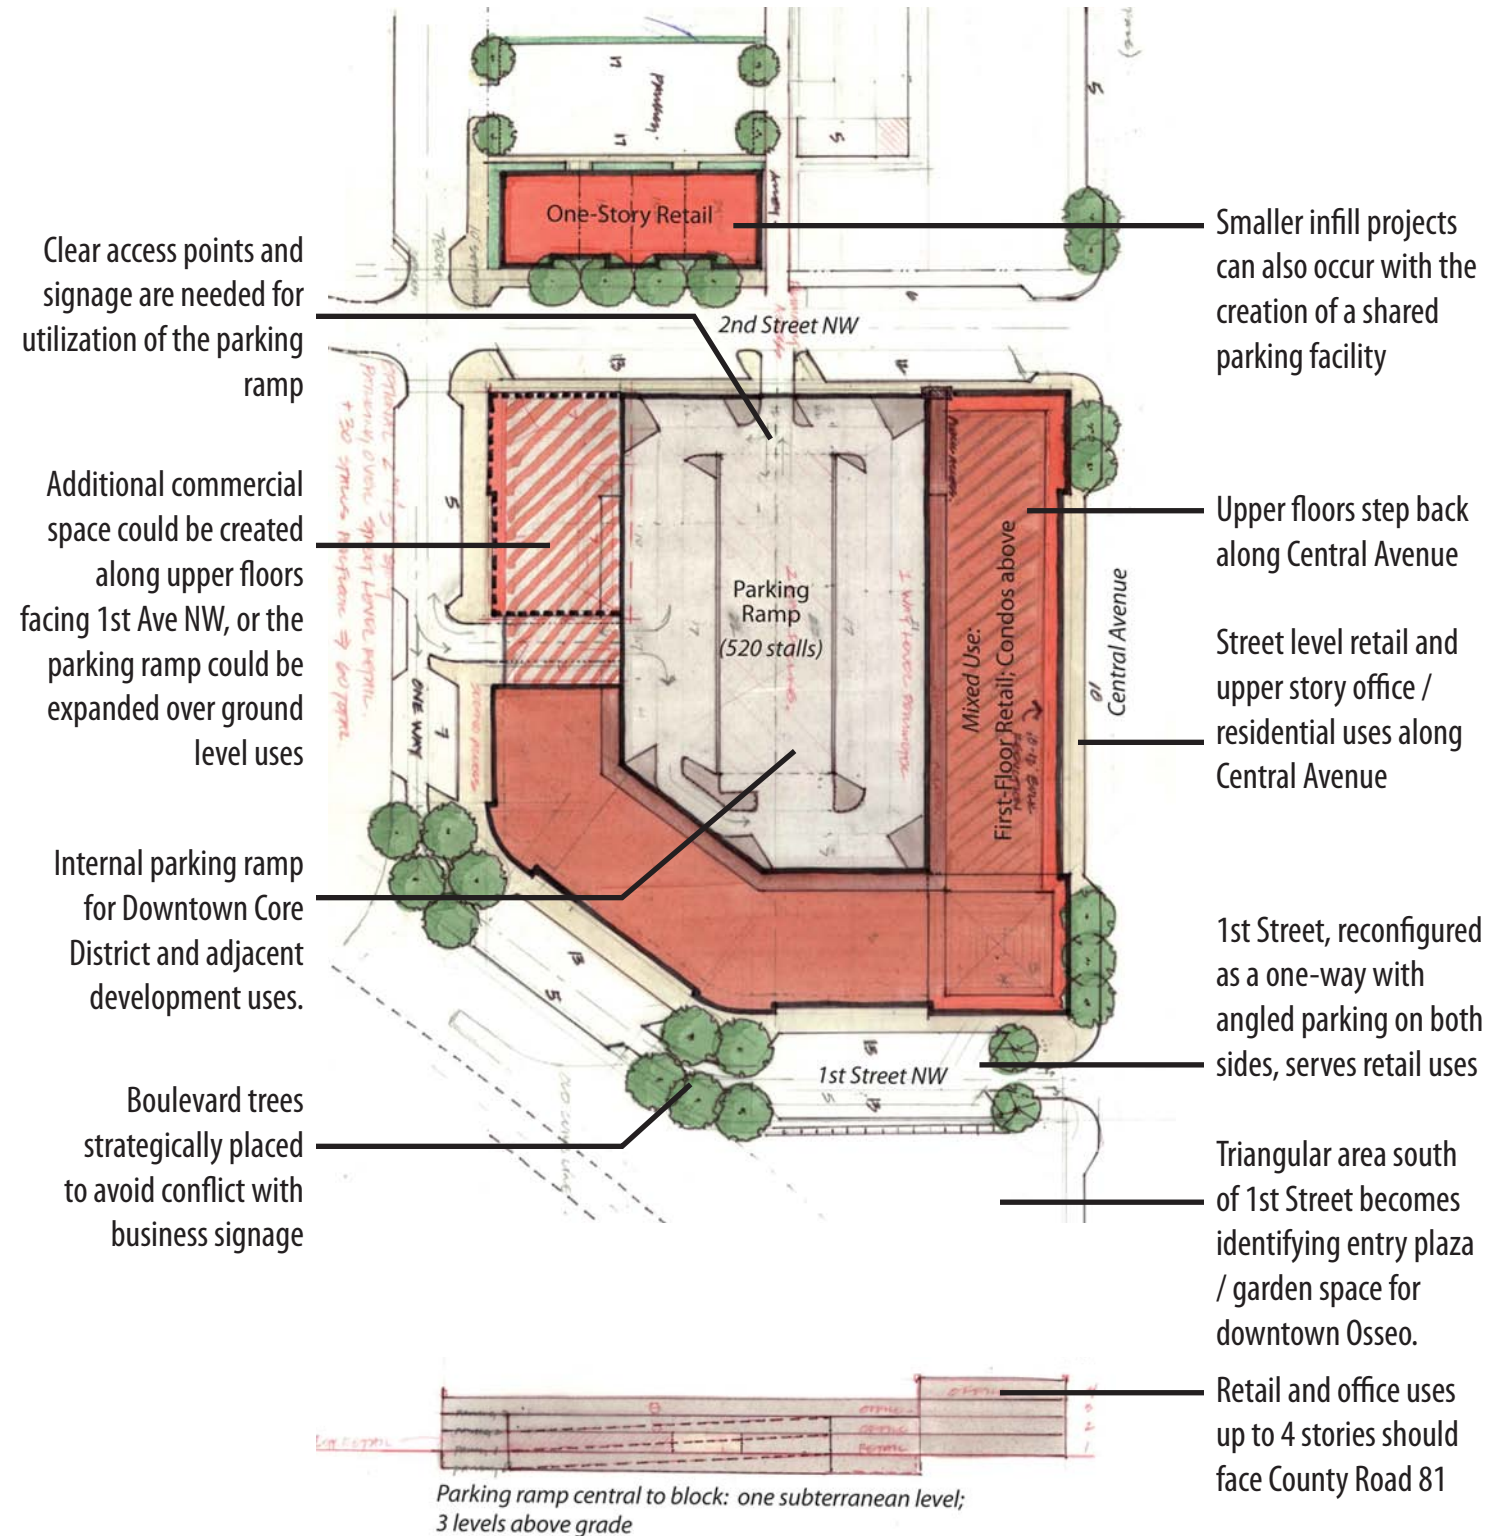 One-Story Retail
Clear access points and
signage are needed for
utilization of the parking
ramp
Smaller infill projects
can also occur with the
creation of a shared
parking facility
2nd Street NW
Additional commercial
space could be created
along upper floors
facing 1st Ave NW, or the
parking ramp could be
expanded over ground
level uses
Parking
Ramp
(520 stalls)
Mixed Use:
First-Floor Retail; Condos above
Central Avenue
Upper floors step back
along Central Avenue
Street level retail and
upper story office /
residential uses along
Central Avenue
ONE WAY
Internal parking ramp
for Downtown Core
District and adjacent
development uses.
1st Street, reconfigured
as a one-way with
angled parking on both
sides, serves retail uses
1st Street NW
Boulevard trees
strategically placed
to avoid conflict with
business signage
Triangular area south
of 1st Street becomes
identifying entry plaza
/ garden space for
downtown Osseo.
Retail and office uses
up to 4 stories should
face County Road 81
OFFICE
OFFICE
RETAIL
Parking ramp central to block: one subterranean level;
3 levels above grade